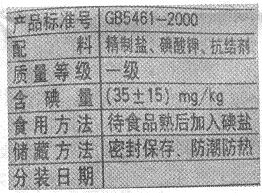 产品标准号 GB5461-2000
配料 精制盐、碘酸钾、抗结剂
质量等级 一级
含碘量 (35±15) mg/kg
食用方法 待食品熟后加入碘盐
储藏方法 密封保存、防潮防热
分装日期